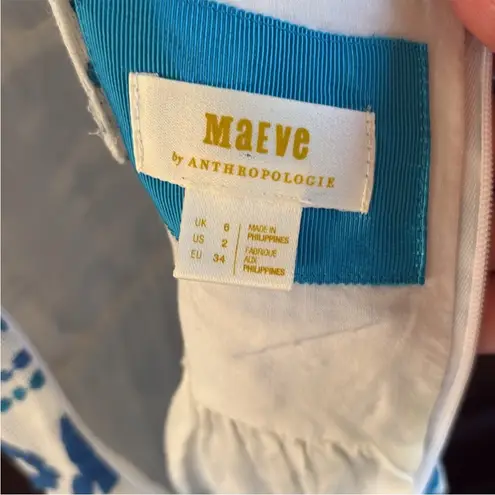 MaEve
by ANTHROPOLOGIE
UK 6
US 2
EU 34
MADE IN
PHILIPPINES
FABRIQUÉ
AUX
PHILIPPINES